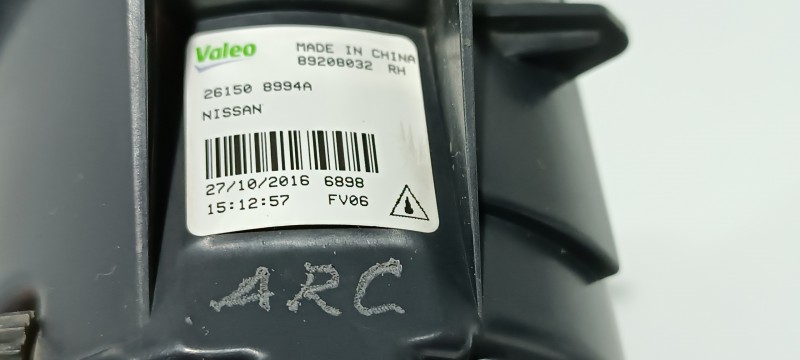 Valeo
MADE IN CHINA
89208032 RH
26150 8994A
NISSAN
27/10/2016 6898
15:12:57 FV06
ARC